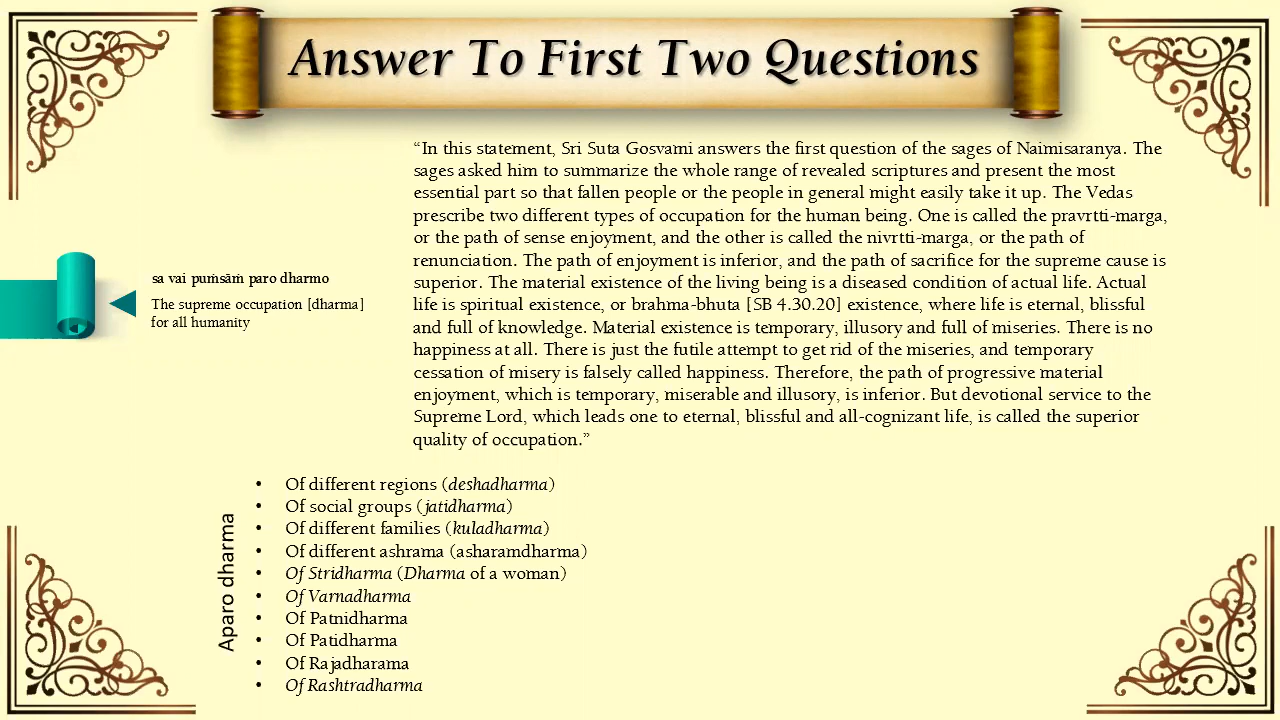 Answer To First Two Questions
“In this statement, Sri Suta Gosvami answers the first question of the sages of Naimisaranya. The
sages asked him to summarize the whole range of revealed scriptures and present the most
essential part so that fallen people or the people in general might easily take it up. The Vedas
prescribe two different types of occupation for the human being. One is called the pravrtti-marga,
or the path of sense enjoyment, and the other is called the nivrtti-marga, or the path of
renunciation. The path of enjoyment is inferior, and the path of sacrifice for the supreme cause is
superior. The material existence of the living being is a diseased condition of actual life. Actual
life is spiritual existence, or brahma-bhuta [SB 4.30.20] existence, where life is eternal, blissful
and full of knowledge. Material existence is temporary, illusory and full of miseries. There is no
happiness at all. There is just the futile attempt to get rid of the miseries, and temporary
cessation of misery is falsely called happiness. Therefore, the path of progressive material
enjoyment, which is temporary, miserable and illusory, is inferior. But devotional service to the
Supreme Lord, which leads one to eternal, blissful and all-cognizant life, is called the superior
quality of occupation.”
sa vai puṁsāṁ paro dharmo
The supreme occupation [dharma]
for all humanity
Aparo dharma
• Of different regions (deshadharma)
• Of social groups (jatidharma)
• Of different families (kuladharma)
• Of different ashrama (asharamdharma)
• Of Stridharma (Dharma of a woman)
• Of Varnadharma
• Of Patnidharma
• Of Patidharma
• Of Rajadharama
• Of Rashtradharma